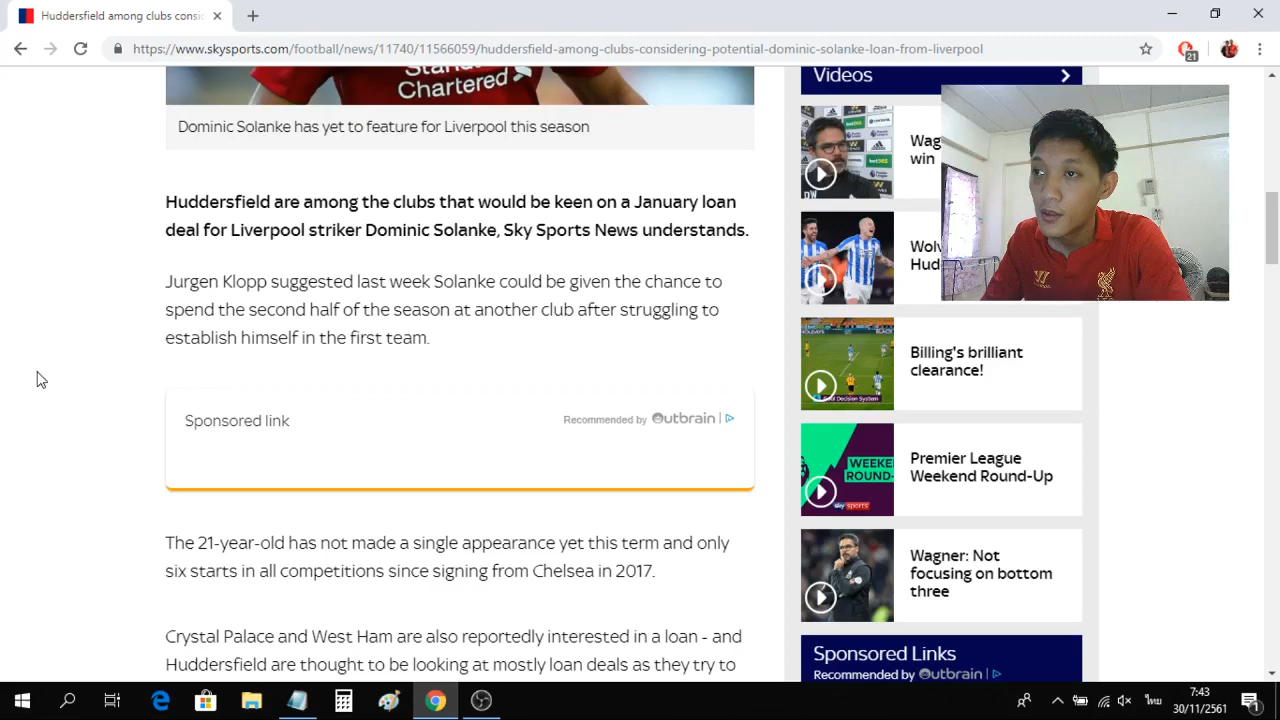 Huddersfield among clubs consi
https://www.skysports.com/football/news/11740/11566059/huddersfield-among-clubs-considering-potential-dominic-solanke-loan-from-liverpool
21
Chartered
Dominic Solanke has yet to feature for Liverpool this season
Huddersfield are among the clubs that would be keen on a January loan
deal for Liverpool striker Dominic Solanke, Sky Sports News understands.
Jurgen Klopp suggested last week Solanke could be given the chance to
spend the second half of the season at another club after struggling to
establish himself in the first team.
Sponsored link
Recommended by Outbrain
The 21-year-old has not made a single appearance yet this term and only
six starts in all competitions since signing from Chelsea in 2017.
Crystal Palace and West Ham are also reportedly interested in a loan - and
Huddersfield are thought to be looking at mostly loan deals as they try to
Videos
Wag
win
Wolv
Hud
Billing's brilliant
clearance!
WEEKE
ROUND-
sky sports
Premier League
Weekend Round-Up
Wagner: Not
focusing on bottom
three
Sponsored Links
Recommended by Outbrain
ไทย
7:43
30/11/2561
1